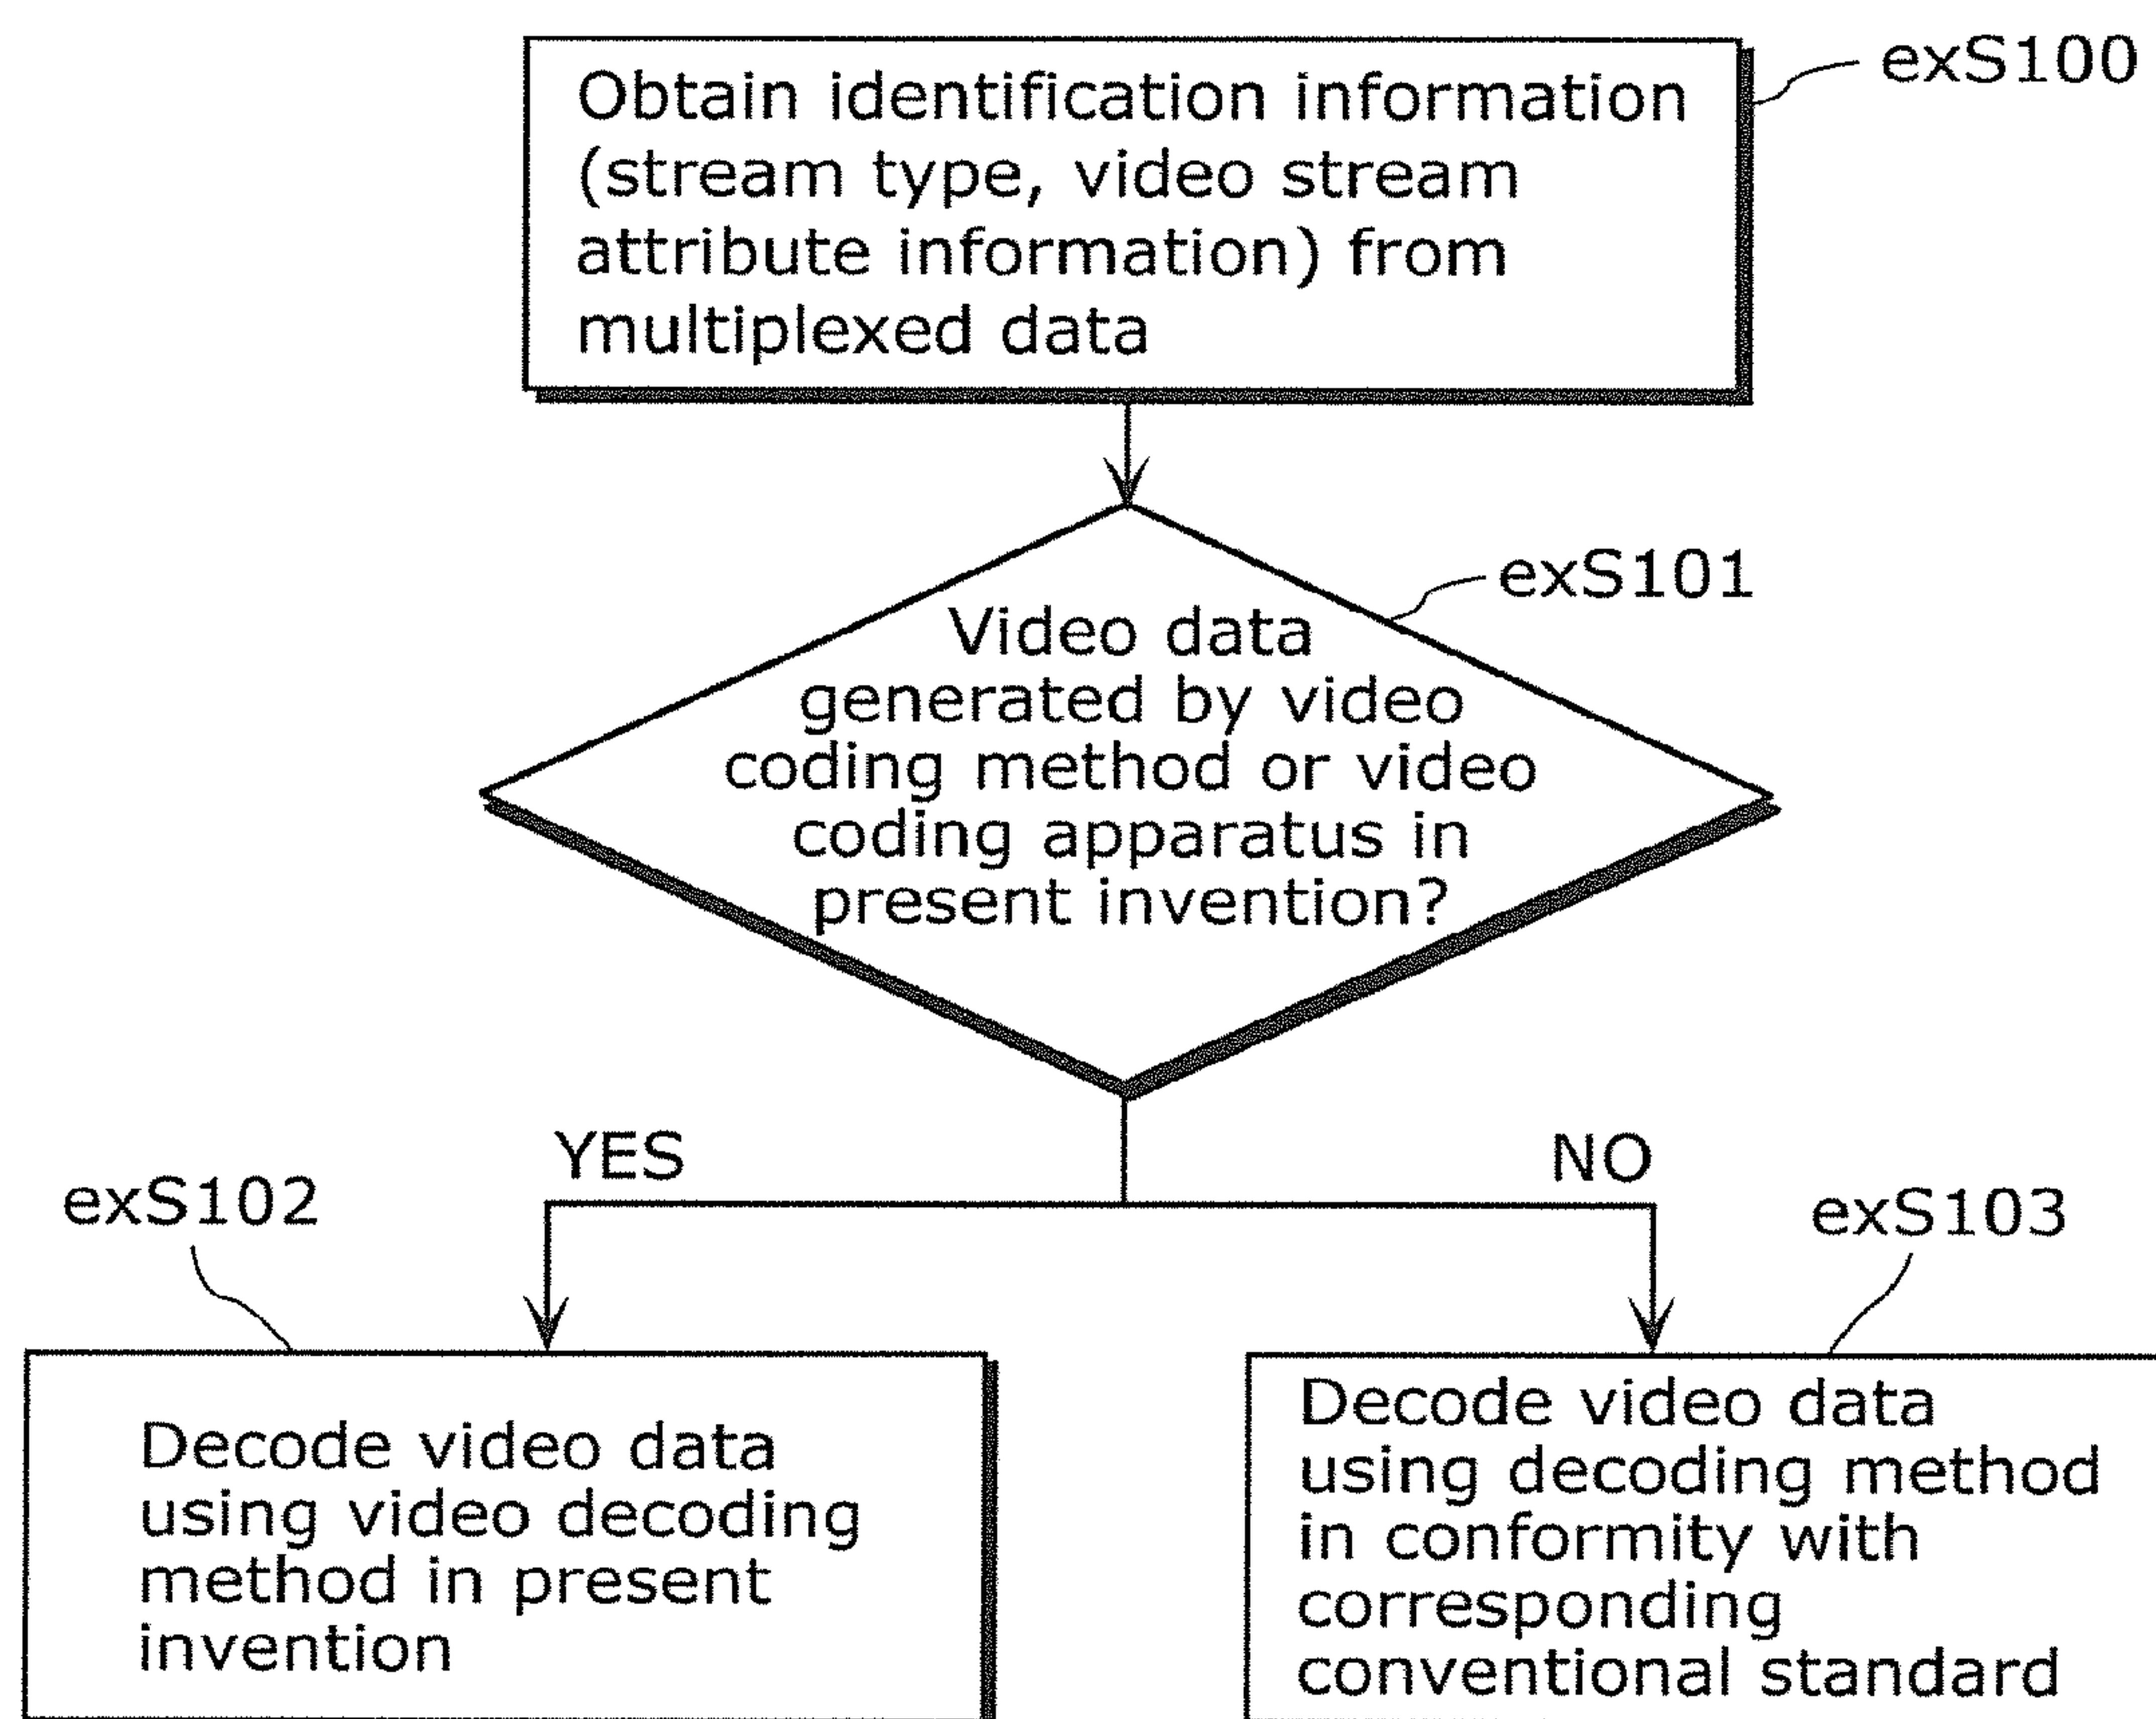 Obtain identification information
(stream type, video stream
attribute information) from
multiplexed data
exS100
Video data
generated by video
coding method or video
coding apparatus in
present invention?
exS101
YES
NO
exS102
exS103
Decode video data
using video decoding
method in present
invention
Decode video data
using decoding method
in conformity with
corresponding
conventional standard